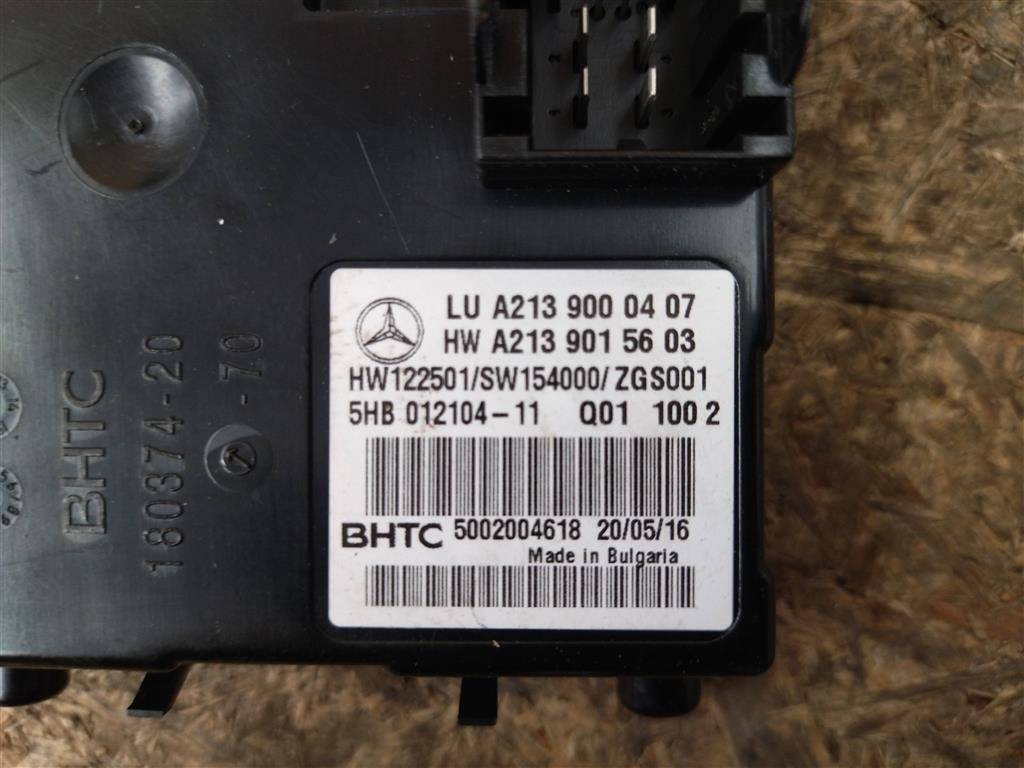 LU A213 900 04 07
HW A213 901 56 03
HW122501/SW154000/ZGS001
5HB 012104-11 Q01 100 2
BHTC 5002004618 20/05/16
Made in Bulgaria
BHTC
180374-20
-70